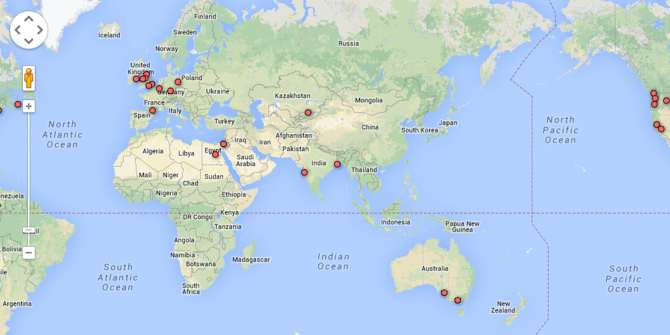 Finland
Iceland
Sweden
Norway
Russia
United
Kingdom
Poland
Germany
Ukraine
Kazakhstan
Mongolia
France
Italy
Spain
Turkey
Japan
South Korea
China
North
Atlantic
Ocean
North
Pacific
Ocean
Afghanistan
Iraq
Iran
Pakistan
Algeria
Libya
Egypt
Saudi
Arabia
India
Thailand
Mali
Niger
Chad
Sudan
Nigeria
Ethiopia
Kenya
DR Congo
Tanzania
Indonesia
Papua New
Guinea
Angola
Namibia
Botswana
Madagascar
Indian
Ocean
South
Atlantic
Ocean
South
Africa
Australia
South
Pacific
Ocean
New
Zealand
Argentina